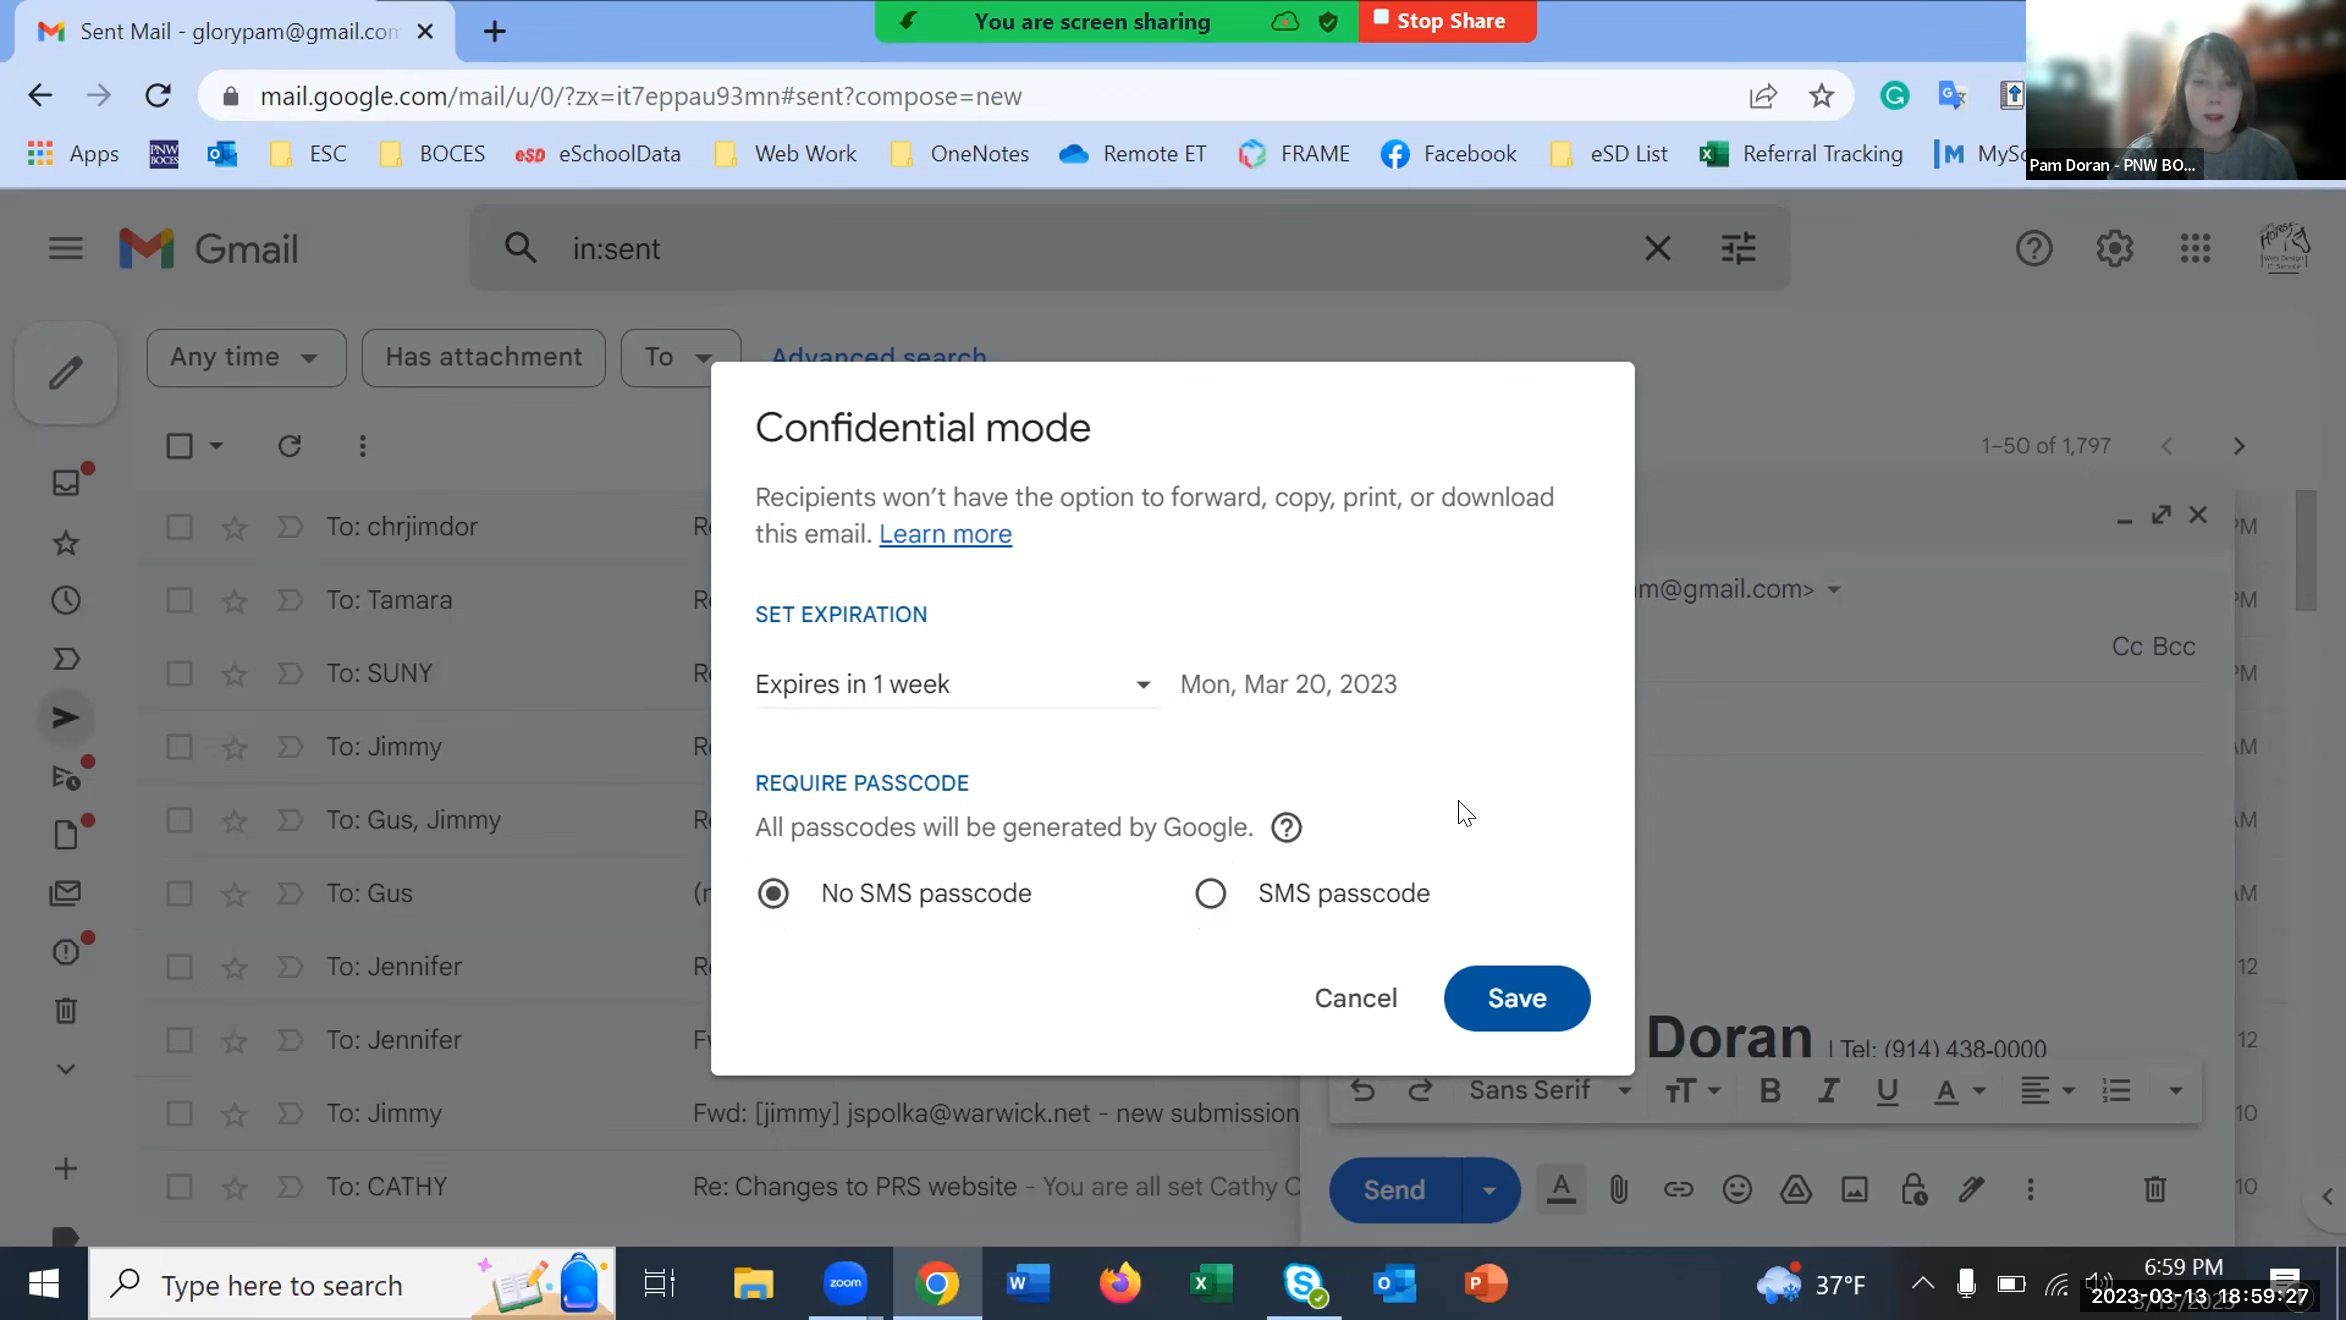 Sent Mail - glorypam@gmail.com
You are screen sharing
Stop Share
mail.google.com/mail/u/0/?zx=it7eppau93mn#sent?compose=new
Apps
PNW BOCES
ESC
BOCES
eSD eSchoolData
Web Work
OneNotes
Remote ET
FRAME
Facebook
eSD List
Referral Tracking
Pam Doran - PNW BO...
Gmail
in:sent
Any time
Has attachment
To
Advanced search
1–50 of 1,797
Confidential mode
Recipients won't have the option to forward, copy, print, or download
this email. Learn more
SET EXPIRATION
Expires in 1 week
Mon, Mar 20, 2023
REQUIRE PASSCODE
All passcodes will be generated by Google.
No SMS passcode
SMS passcode
Cancel
Save
To: chrjimdor
To: Tamara
To: SUNY
To: Jimmy
To: Gus, Jimmy
To: Gus
To: Jennifer
To: Jennifer
To: Jimmy
Fwd: [jimmy] jspolka@warwick.net - new submission
To: CATHY
Re: Changes to PRS website - You are all set Cathy C
m@gmail.com>
Cc Bcc
Doran | Tel: (914) 438-0000
Sans Serif
Send
Type here to search
zoom
37°F
6:59 PM
2023-03-13 18:59:27